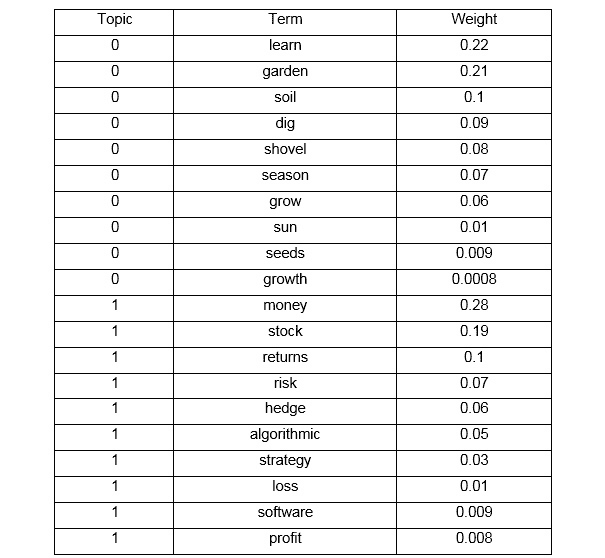 Topic Term Weight
0 learn 0.22
0 garden 0.21
0 soil 0.1
0 dig 0.09
0 shovel 0.08
0 season 0.07
0 grow 0.06
0 sun 0.01
0 seeds 0.009
0 growth 0.0008
1 money 0.28
1 stock 0.19
1 returns 0.1
1 risk 0.07
1 hedge 0.06
1 algorithmic 0.05
1 strategy 0.03
1 loss 0.01
1 software 0.009
1 profit 0.008